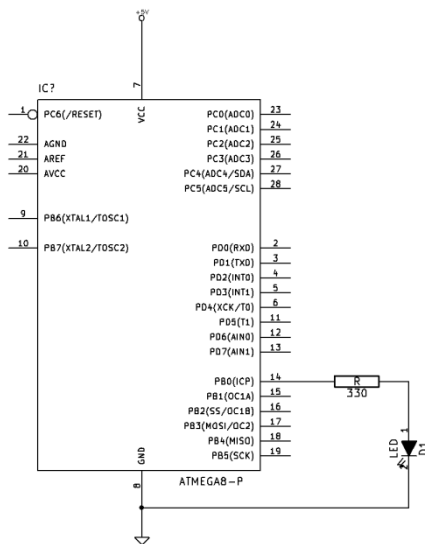 +5V
IC?
7
VCC
1 PC6(/RESET)
22 AGND
21 AREF
20 AVCC
9 PB6(XTAL1/TOSC1)
10 PB7(XTAL2/TOSC2)
PC0(ADC0) 23
PC1(ADC1) 24
PC2(ADC2) 25
PC3(ADC3) 26
PC4(ADC4/SDA) 27
PC5(ADC5/SCL) 28
PD0(RXD) 2
PD1(TXD) 3
PD2(INT0) 4
PD3(INT1) 5
PD4(XCK/T0) 6
PD5(T1) 11
PD6(AIN0) 12
PD7(AIN1) 13
PB0(ICP) 14
PB1(OC1A) 15
PB2(SS/OC1B) 16
PB3(MOSI/OC2) 17
PB4(MISO) 18
PB5(SCK) 19
R
330
1
LED
D1
2
GND
8
ATMEGA8-P